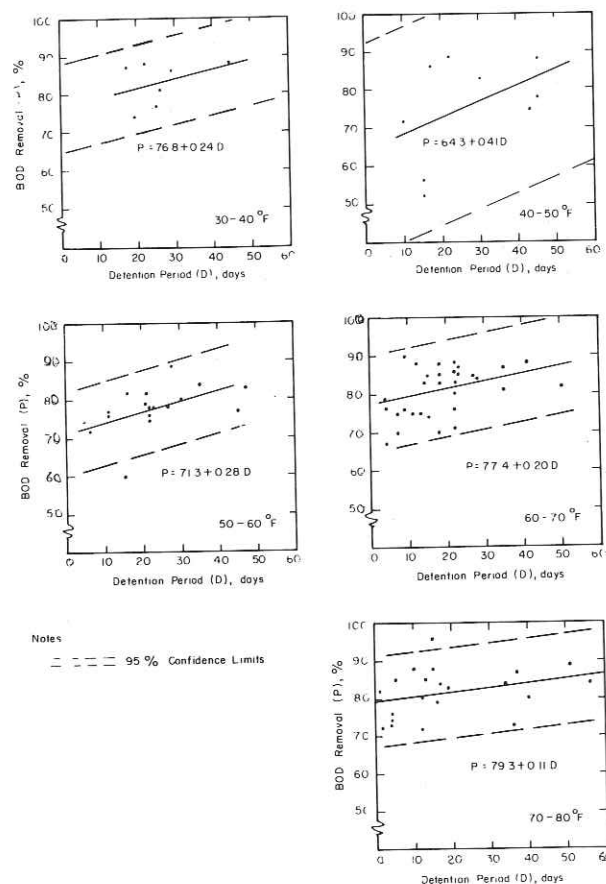 100
90
80
70
60
50
BOD Removal (P), %
P = 76.8 + 0.24 D
30-40 °F
0 10 20 30 40 50 60
Detention Period (D), days
100
90
80
70
60
50
P = 64.3 + 0.41 D
40-50 °F
0 10 20 30 40 50 60
Detention Period (D), days
100
90
80
70
60
50
BOD Removal (P), %
P = 71.3 + 0.28 D
50-60 °F
0 10 20 30 40 50 60
Detention Period (D), days
100
90
80
70
60
50
P = 77.4 + 0.20 D
60-70 °F
0 10 20 30 40 50 60
Detention Period (D), days
Notes
95 % Confidence Limits
100
90
80
70
60
50
BOD Removal (P), %
P = 79.3 + 0.11 D
70-80 °F
0 10 20 30 40 50 60
Detention Period (D), days